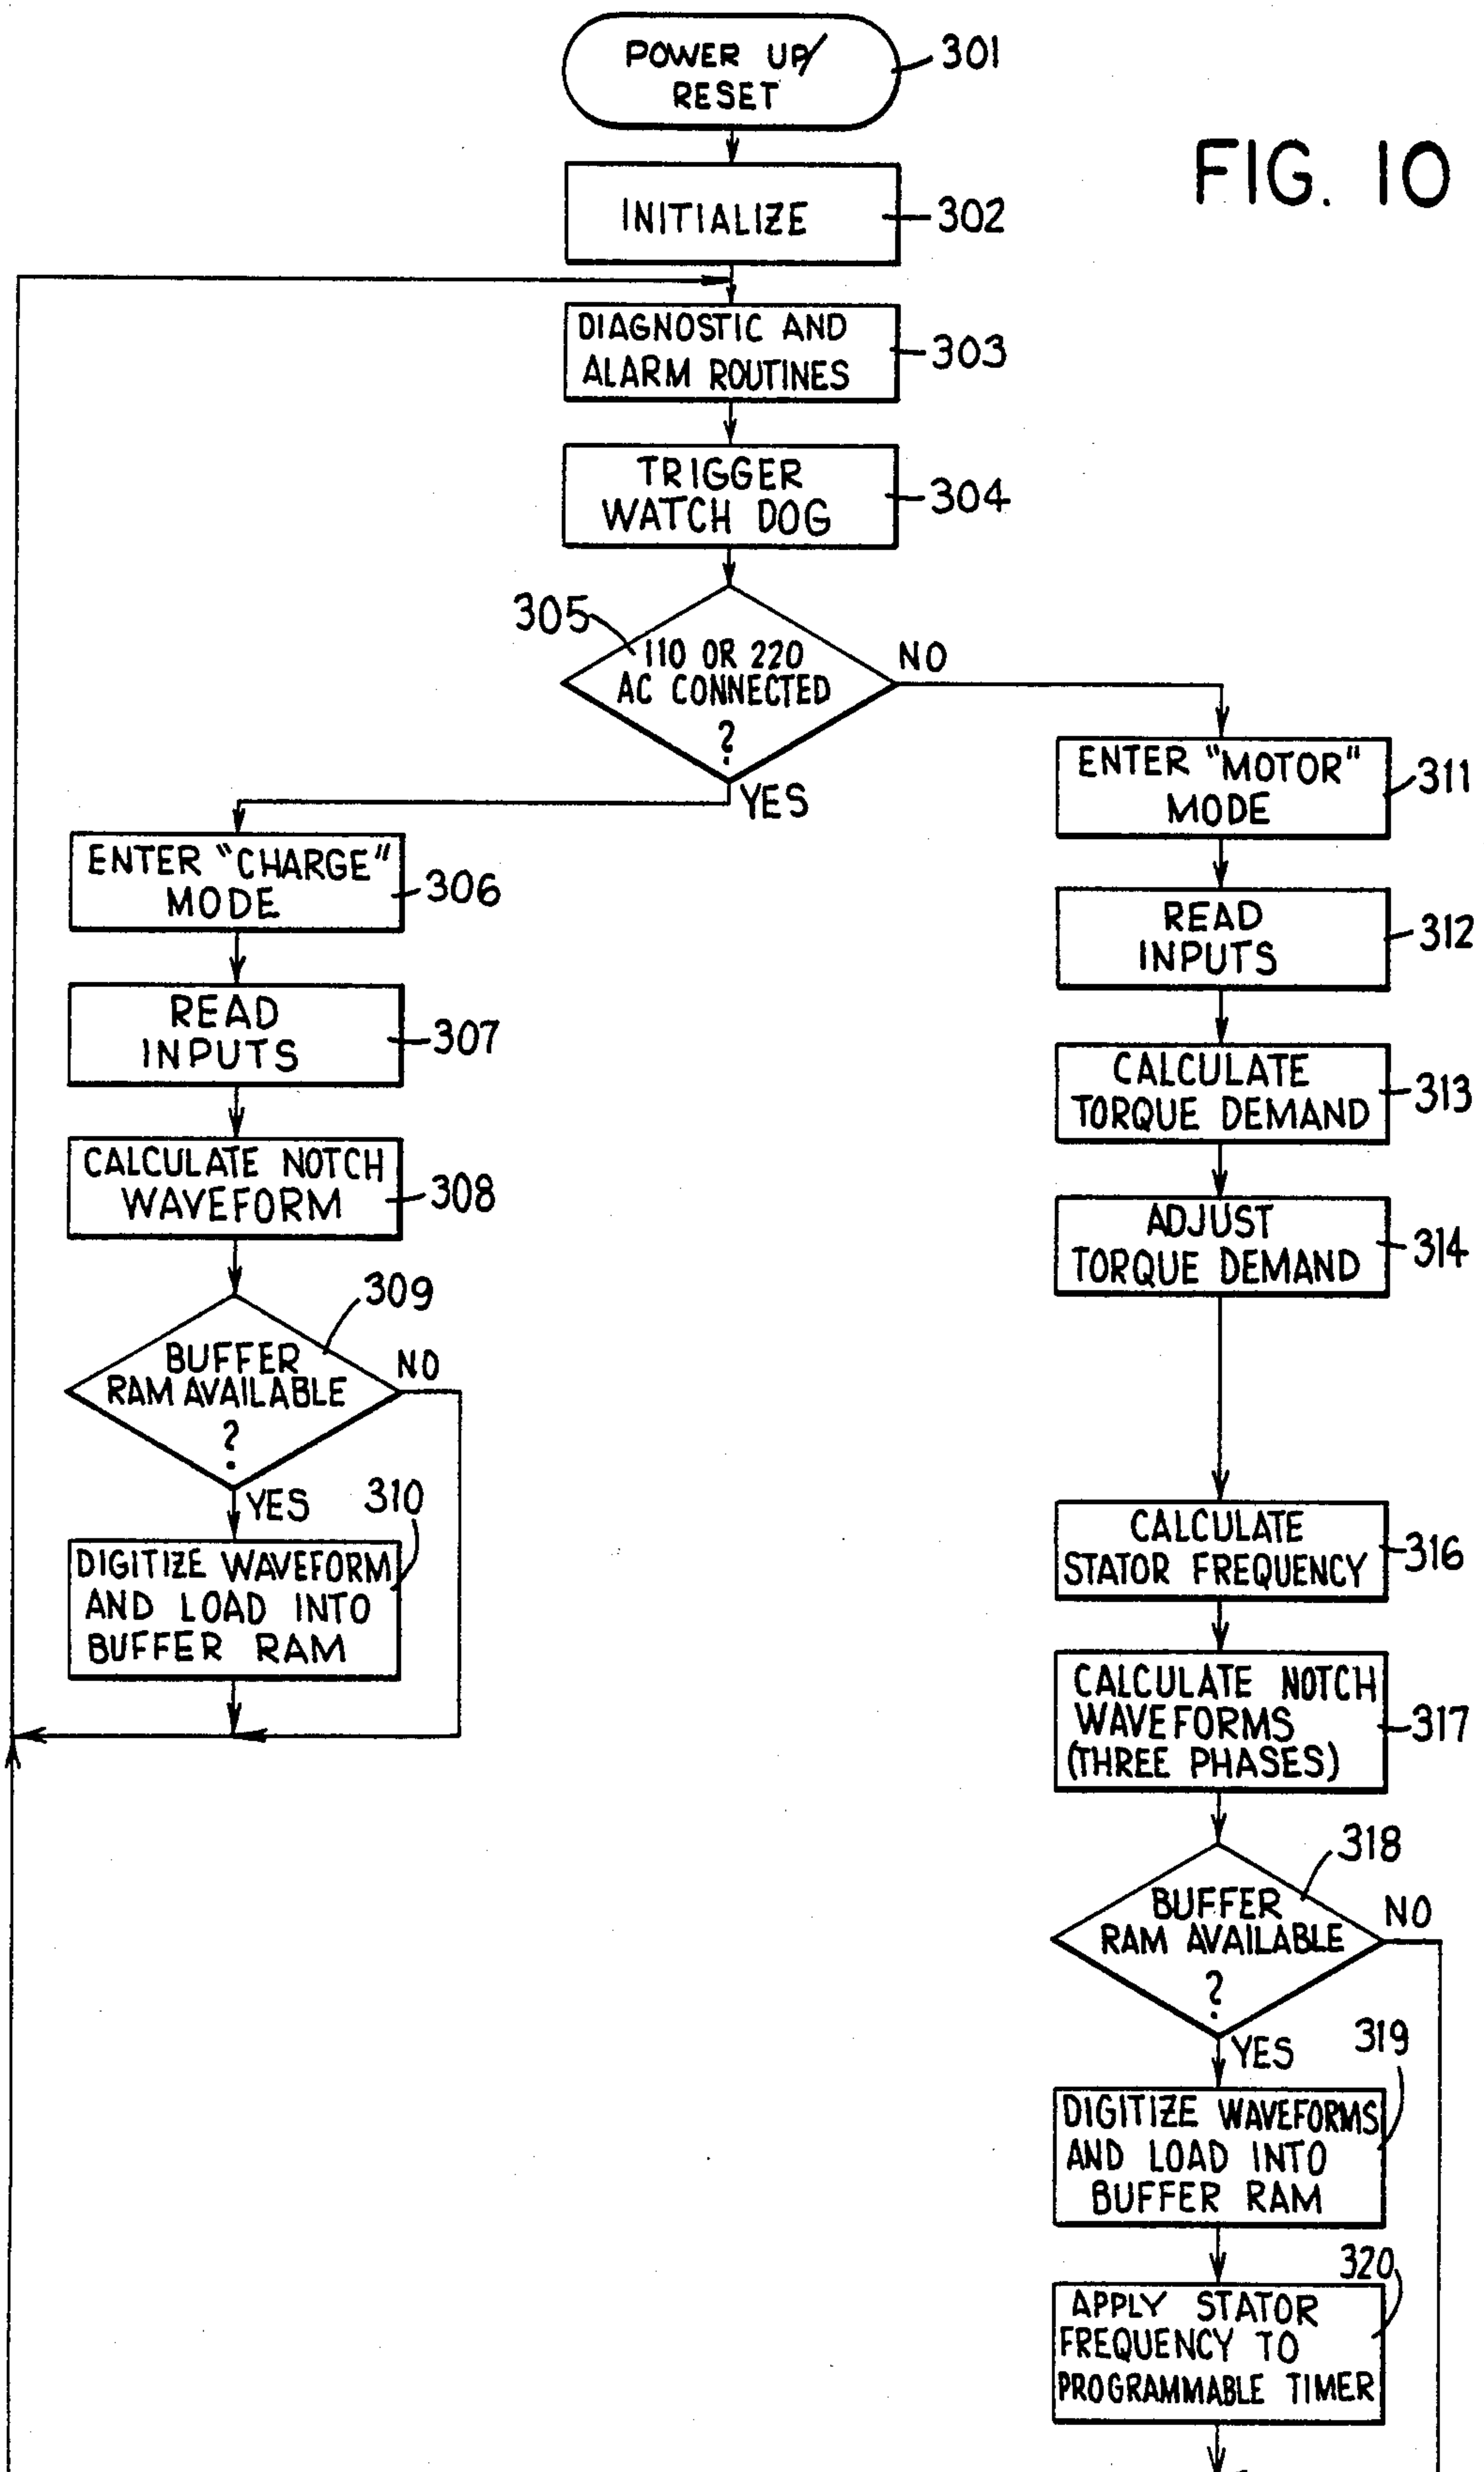 POWER UP/
RESET
301
FIG. 10
INITIALIZE
302
DIAGNOSTIC AND
ALARM ROUTINES
303
TRIGGER
WATCH DOG
304
305
110 OR 220
AC CONNECTED
?
NO
YES
ENTER "CHARGE"
MODE
306
READ
INPUTS
307
CALCULATE NOTCH
WAVEFORM
308
309
BUFFER
RAM AVAILABLE
?
NO
YES
310
DIGITIZE WAVEFORM
AND LOAD INTO
BUFFER RAM
ENTER "MOTOR"
MODE
311
READ
INPUTS
312
CALCULATE
TORQUE DEMAND
313
ADJUST
TORQUE DEMAND
314
CALCULATE
STATOR FREQUENCY
316
CALCULATE NOTCH
WAVEFORMS
(THREE PHASES)
317
318
BUFFER
RAM AVAILABLE
?
NO
YES
319
DIGITIZE WAVEFORMS
AND LOAD INTO
BUFFER RAM
320
APPLY STATOR
FREQUENCY TO
PROGRAMMABLE TIMER